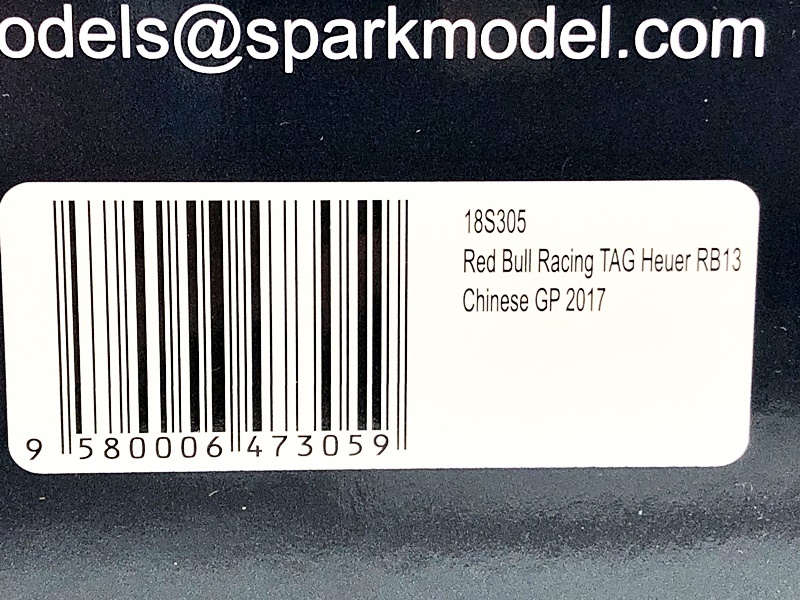 odels@sparkmodel.com
18S305
Red Bull Racing TAG Heuer RB13
Chinese GP 2017
9 580006 473059